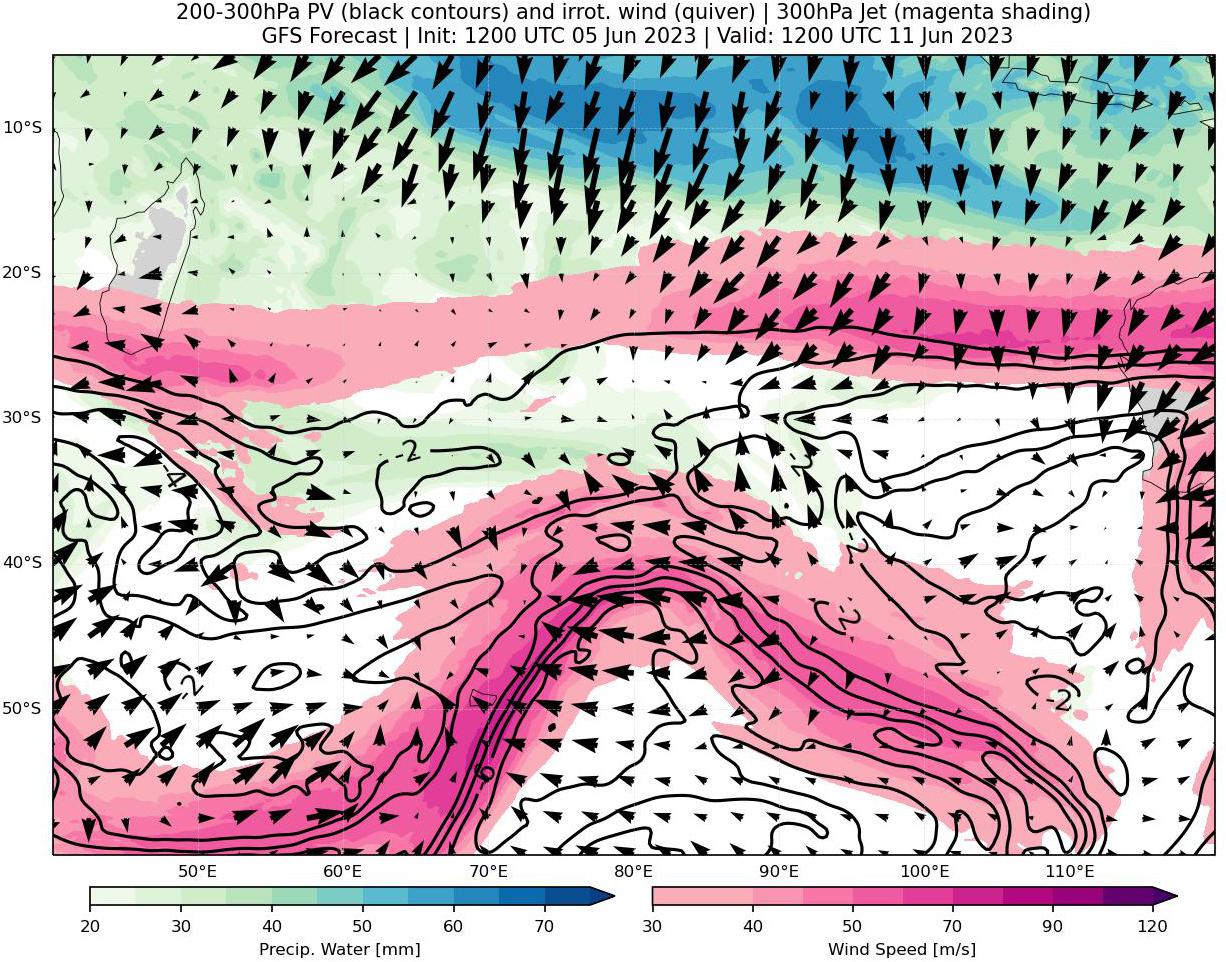 200-300hPa PV (black contours) and irrot. wind (quiver) | 300hPa Jet (magenta shading)
GFS Forecast | Init: 1200 UTC 05 Jun 2023 | Valid: 1200 UTC 11 Jun 2023
10°S
20°S
30°S
-2
-2
-4
40°S
-2
-2
-2
-2
50°S
-6
50°E 60°E 70°E 80°E 90°E 100°E 110°E
20 30 40 50 60 70
30 40 50 70 90 120
Precip. Water [mm]
Wind Speed [m/s]